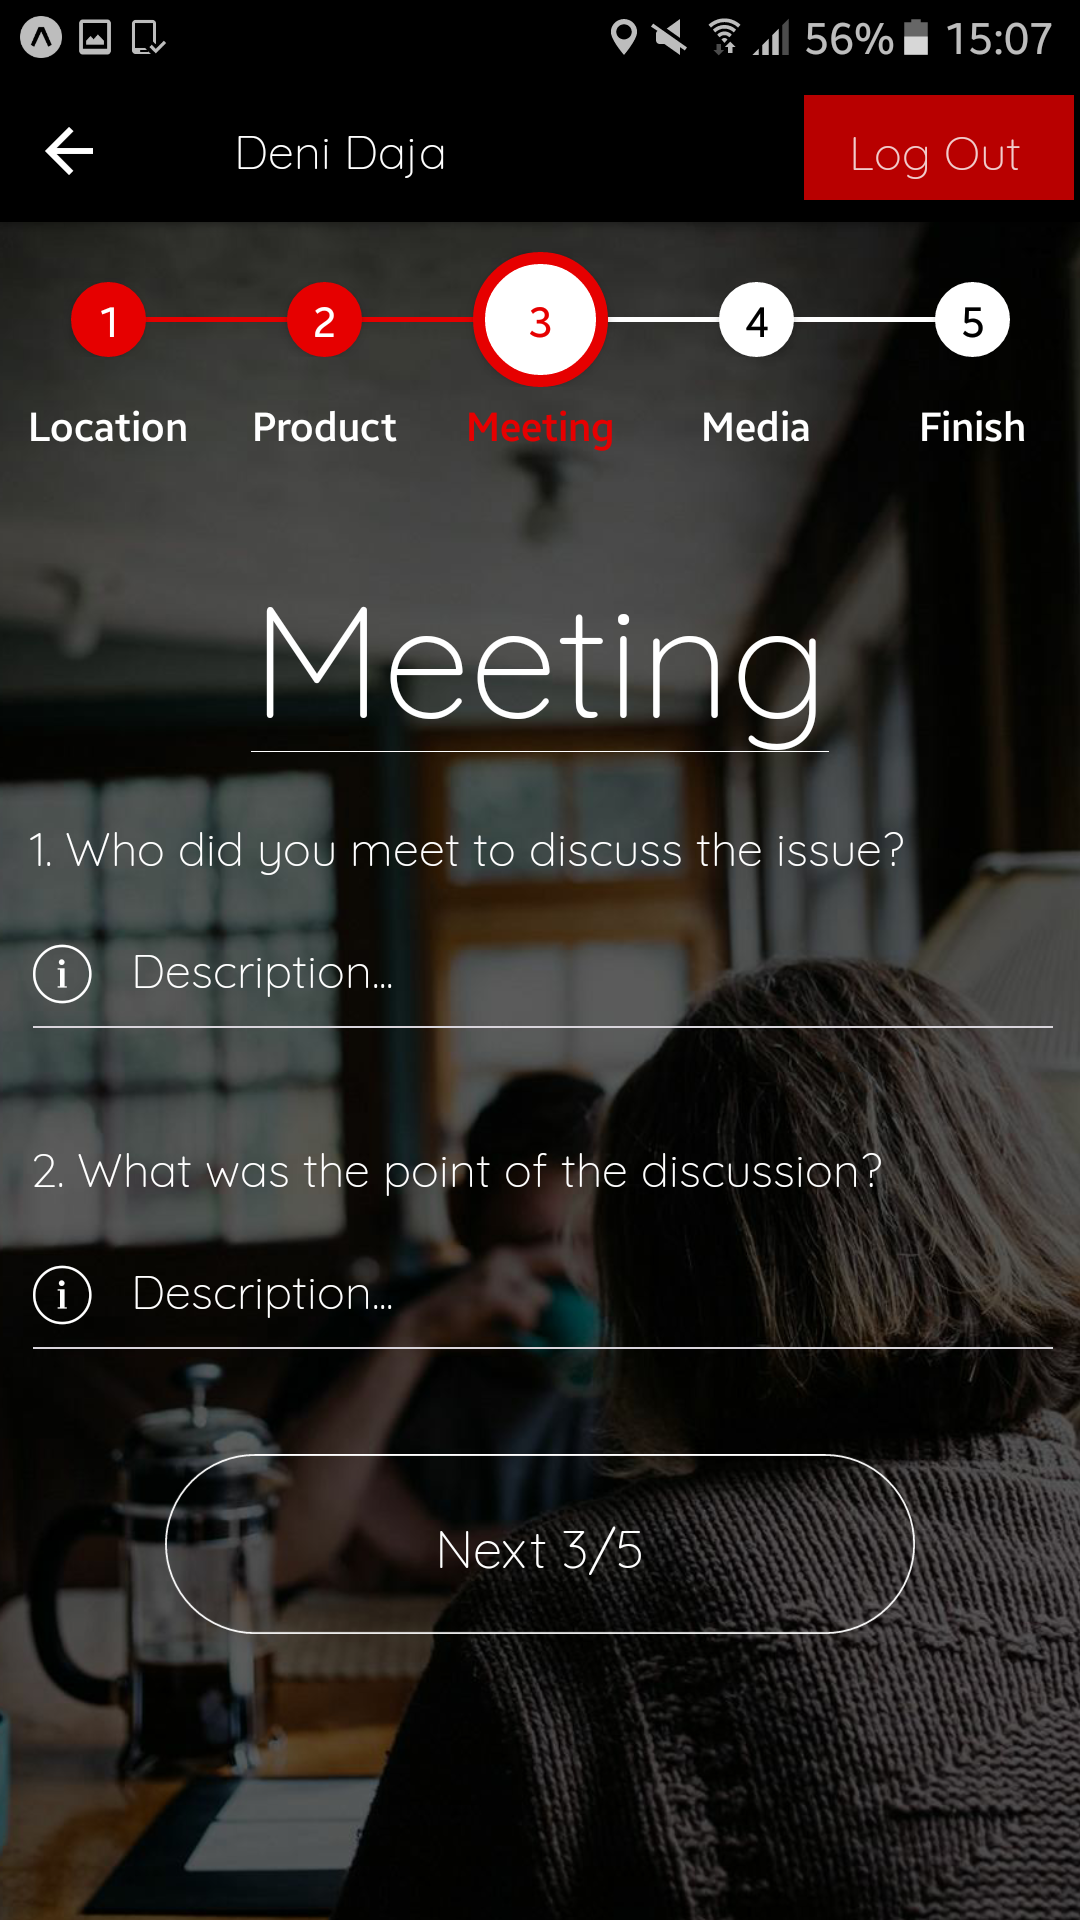 56% 15:07
Deni Daja
Log Out
1 2 3 4 5
Location Product Meeting Media Finish
Meeting
1. Who did you meet to discuss the issue?
i Description...
2. What was the point of the discussion?
i Description...
Next 3/5